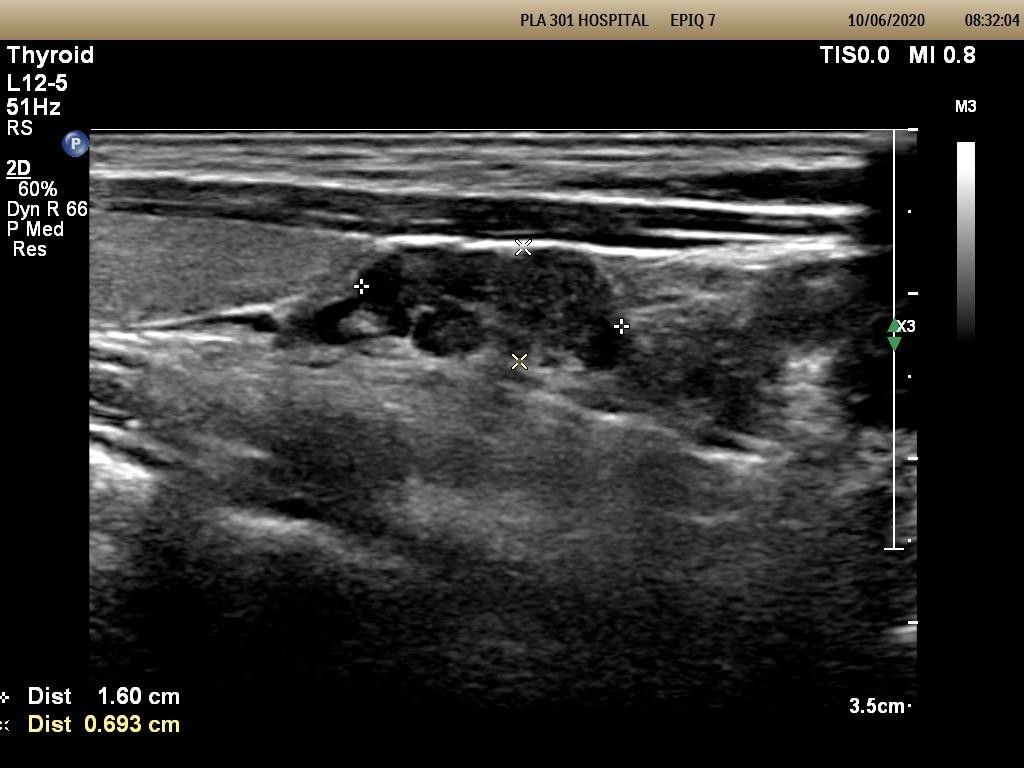 PLA 301 HOSPITAL EPIQ 7 10/06/2020 08:32:04
Thyroid TIS0.0 MI 0.8
L12-5
51Hz
RS
M3
P
2D
60%
Dyn R 66
P Med
Res
X3
Dist 1.60 cm
Dist 0.693 cm
3.5cm